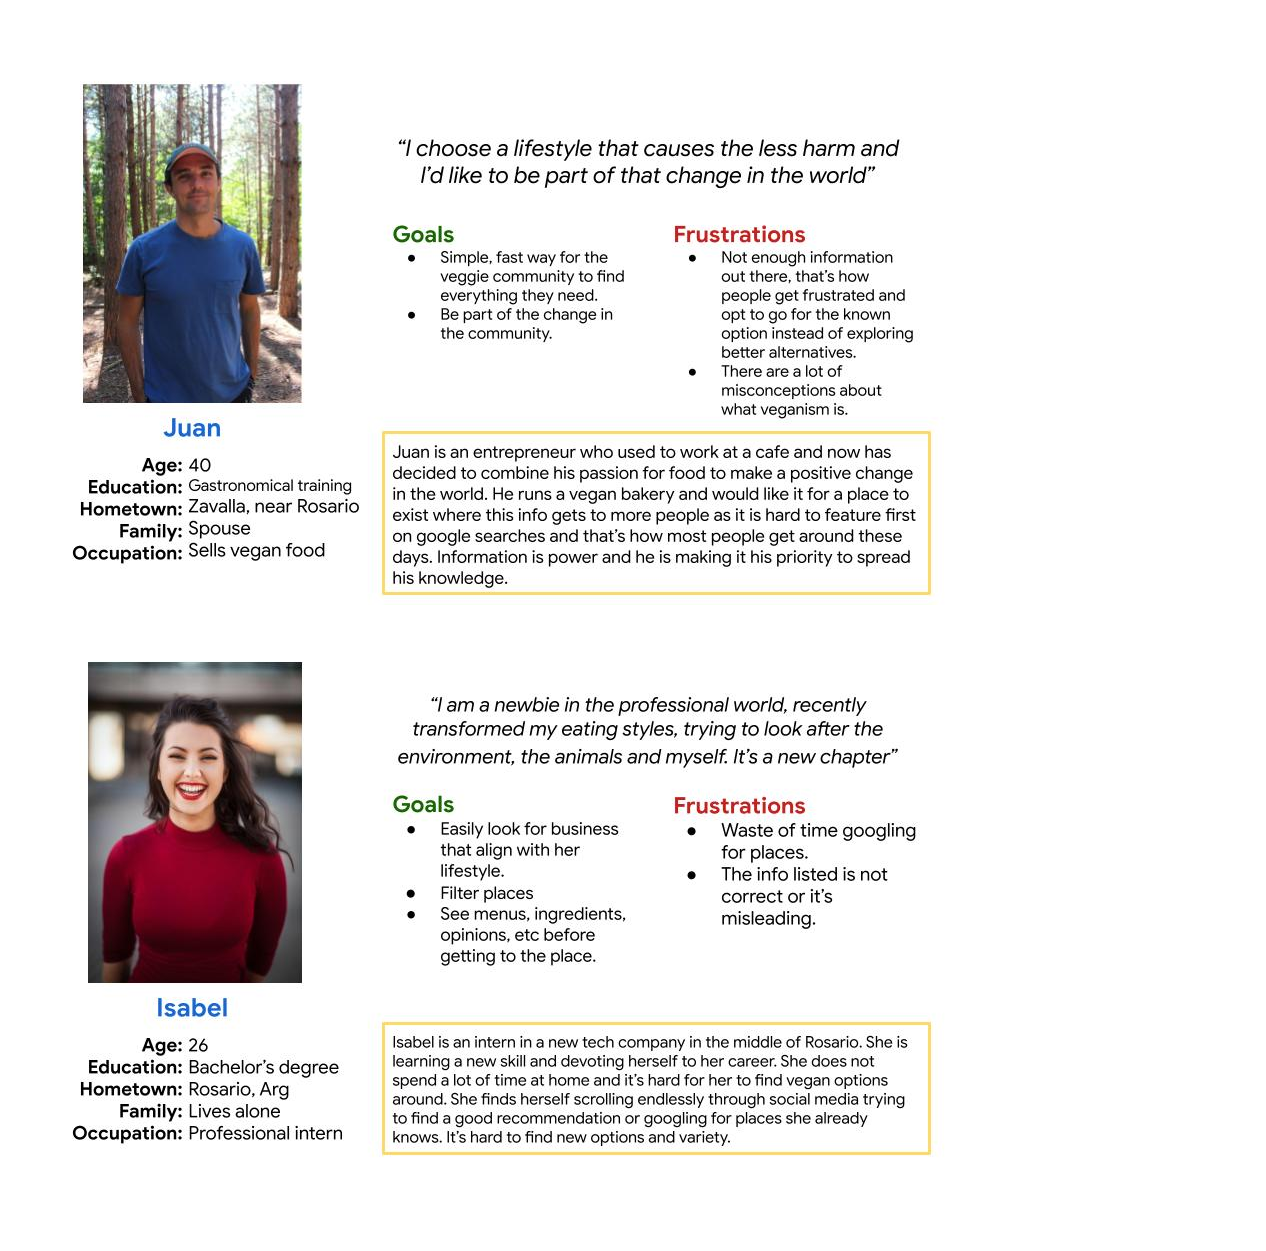 “I choose a lifestyle that causes the less harm and
I’d like to be part of that change in the world”
Goals
● Simple, fast way for the
veggie community to find
everything they need.
● Be part of the change in
the community.
Frustrations
● Not enough information
out there, that’s how
people get frustrated and
opt to go for the known
option instead of exploring
better alternatives.
● There are a lot of
misconceptions about
what veganism is.
Juan
Age: 40
Education: Gastronomical training
Hometown: Zavalla, near Rosario
Family: Spouse
Occupation: Sells vegan food
Juan is an entrepreneur who used to work at a cafe and now has
decided to combine his passion for food to make a positive change
in the world. He runs a vegan bakery and would like it for a place to
exist where this info gets to more people as it is hard to feature first
on google searches and that’s how most people get around these
days. Information is power and he is making it his priority to spread
his knowledge.
“I am a newbie in the professional world, recently
transformed my eating styles, trying to look after the
environment, the animals and myself. It’s a new chapter”
Goals
● Easily look for business
that align with her
lifestyle.
● Filter places
● See menus, ingredients,
opinions, etc before
getting to the place.
Frustrations
● Waste of time googling
for places.
● The info listed is not
correct or it’s
misleading.
Isabel
Age: 26
Education: Bachelor’s degree
Hometown: Rosario, Arg
Family: Lives alone
Occupation: Professional intern
Isabel is an intern in a new tech company in the middle of Rosario. She is
learning a new skill and devoting herself to her career. She does not
spend a lot of time at home and it’s hard for her to find vegan options
around. She finds herself scrolling endlessly through social media trying
to find a good recommendation or googling for places she already
knows. It’s hard to find new options and variety.